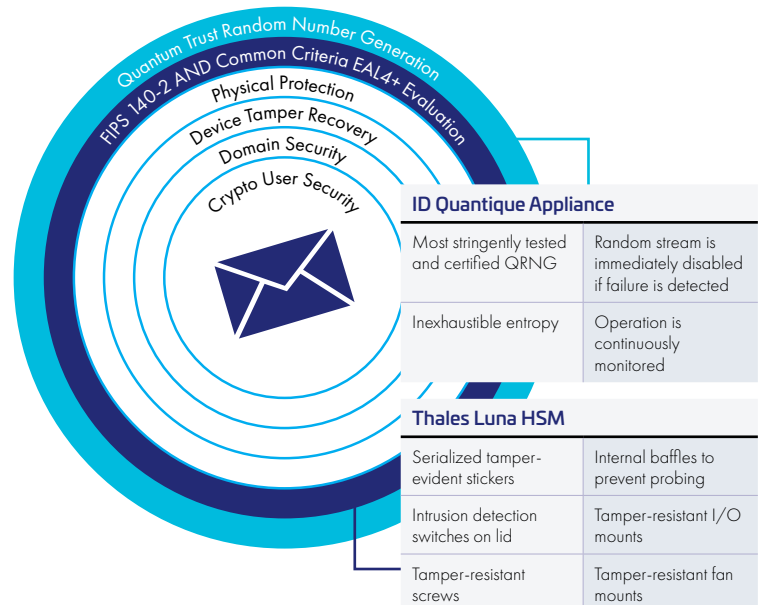 Quantum Trust Random Number Generation
FIPS 140-2 AND Common Criteria EAL4+ Evaluation
Physical Protection
Device Tamper Recovery
Domain Security
Crypto User Security
ID Quantique Appliance
Most stringently tested
and certified QRNG
Random stream is
immediately disabled
if failure is detected
Inexhaustible entropy
Operation is
continuously
monitored
Thales Luna HSM
Serialized tamper-
evident stickers
Internal baffles to
prevent probing
Intrusion detection
switches on lid
Tamper-resistant I/O
mounts
Tamper-resistant
screws
Tamper-resistant fan
mounts